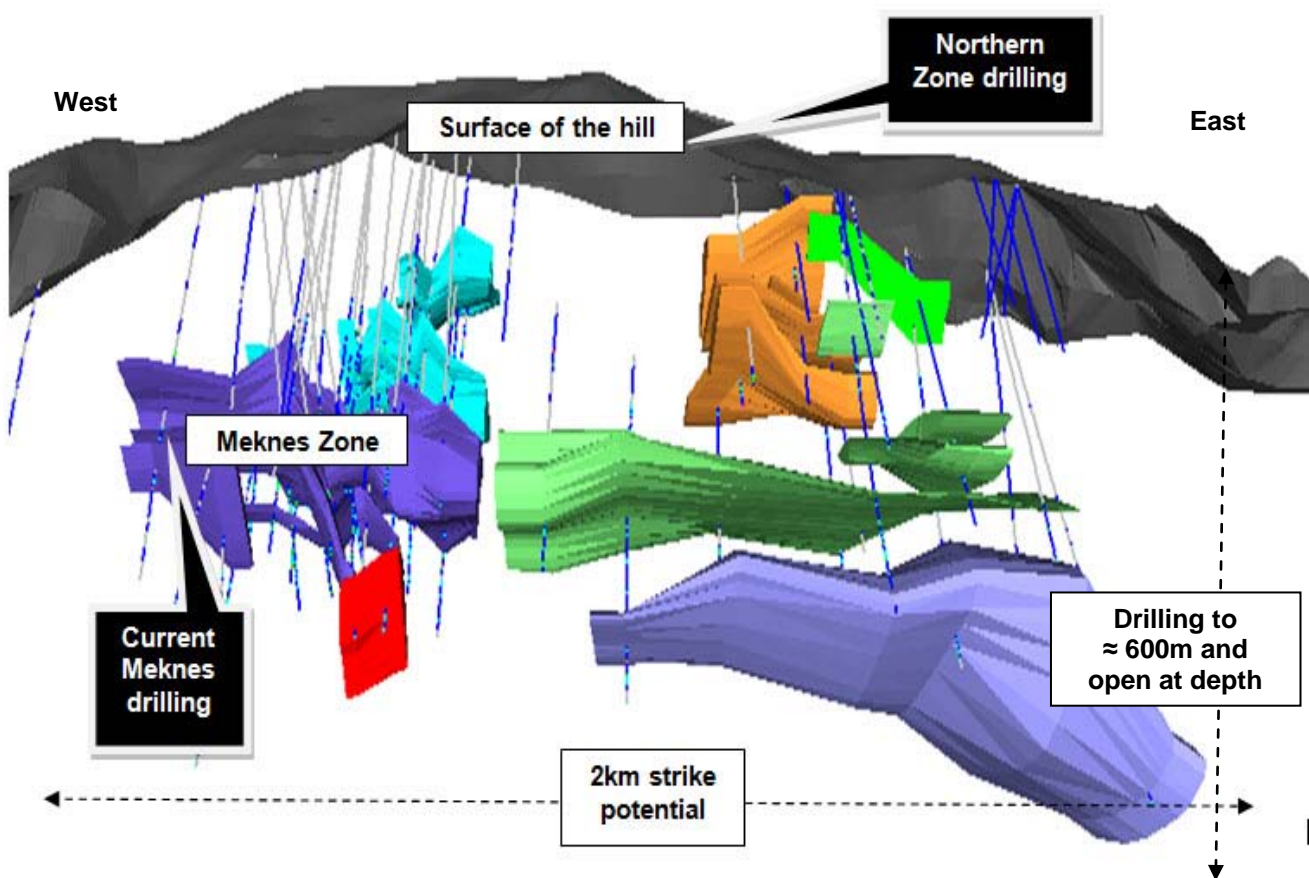 Northern
Zone drilling
West
Surface of the hill
East
Meknes Zone
Current
Meknes
drilling
Drilling to
≈ 600m and
open at depth
2km strike
potential